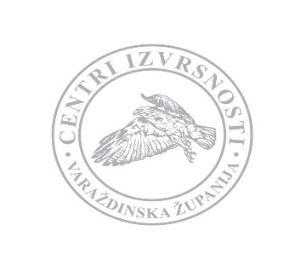 CENTRI IZVRSNOSTI
• VARAŽDINSKA ŽUPANIJA •